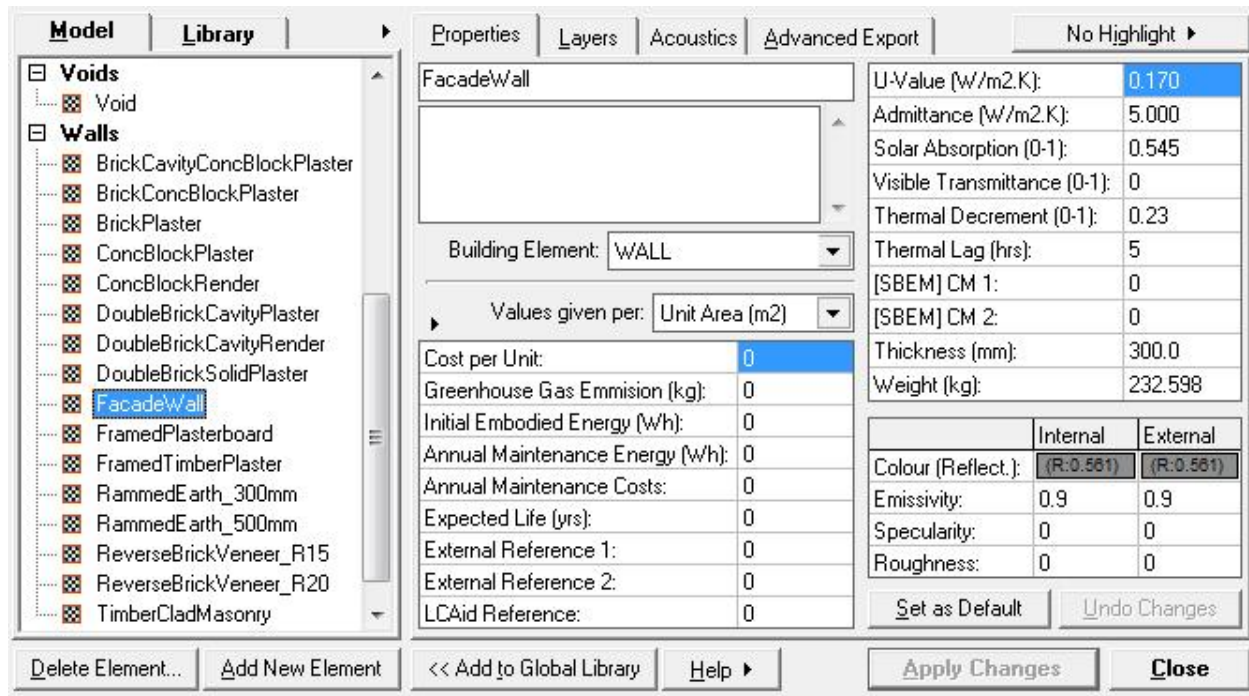 Model
Library
Voids
Void
Walls
BrickCavityConcBlockPlaster
BrickConcBlockPlaster
BrickPlaster
ConcBlockPlaster
ConcBlockRender
DoubleBrickCavityPlaster
DoubleBrickCavityRender
DoubleBrickSolidPlaster
FacadeWall
FramedPlasterboard
FramedTimberPlaster
RammedEarth_300mm
RammedEarth_500mm
ReverseBrickVeneer_R15
ReverseBrickVeneer_R20
TimberCladMasonry
Delete Element...
Add New Element
Properties
Layers
Acoustics
Advanced Export
No Highlight
FacadeWall
Building Element: WALL
Values given per: Unit Area (m2)
Cost per Unit: 0
Greenhouse Gas Emmision (kg): 0
Initial Embodied Energy (Wh): 0
Annual Maintenance Energy (Wh): 0
Annual Maintenance Costs: 0
Expected Life (yrs): 0
External Reference 1: 0
External Reference 2: 0
LCAid Reference: 0
U-Value (W/m2.K): 0.170
Admittance (W/m2.K): 5.000
Solar Absorption (0-1): 0.545
Visible Transmittance (0-1): 0
Thermal Decrement (0-1): 0.23
Thermal Lag (hrs): 5
[SBEM] CM 1: 0
[SBEM] CM 2: 0
Thickness (mm): 300.0
Weight (kg): 232.598
Internal External
Colour (Reflect.): (R:0.561) (R:0.561)
Emissivity: 0.9 0.9
Specularity: 0 0
Roughness: 0 0
Set as Default
Undo Changes
<< Add to Global Library
Help
Apply Changes
Close